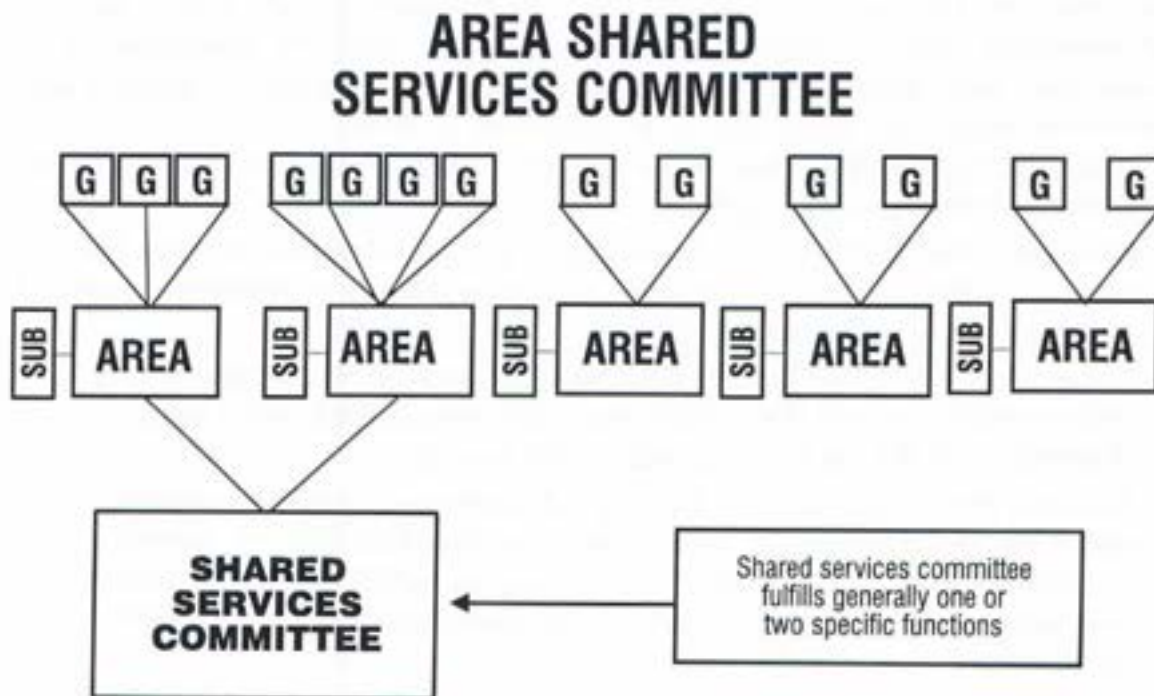 AREA SHARED
SERVICES COMMITTEE
G G G G G G G G G G G G G
SUB AREA SUB AREA SUB AREA SUB AREA SUB AREA
SHARED
SERVICES
COMMITTEE
Shared services committee
fulfills generally one or
two specific functions